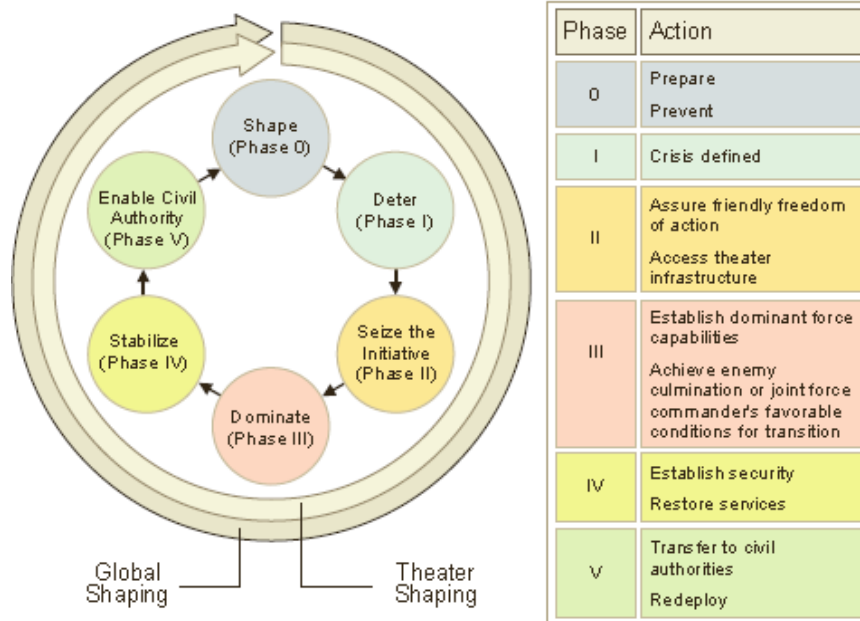 Shape
(Phase 0)
Deter
(Phase I)
Seize the
Initiative
(Phase II)
Dominate
(Phase III)
Stabilize
(Phase IV)
Enable Civil
Authority
(Phase V)
Global
Shaping
Theater
Shaping
Phase Action
0
Prepare
Prevent
I
Crisis defined
II
Assure friendly freedom
of action
Access theater
infrastructure
III
Establish dominant force
capabilities
Achieve enemy
culmination or joint force
commander's favorable
conditions for transition
IV
Establish security
Restore services
V
Transfer to civil
authorities
Redeploy